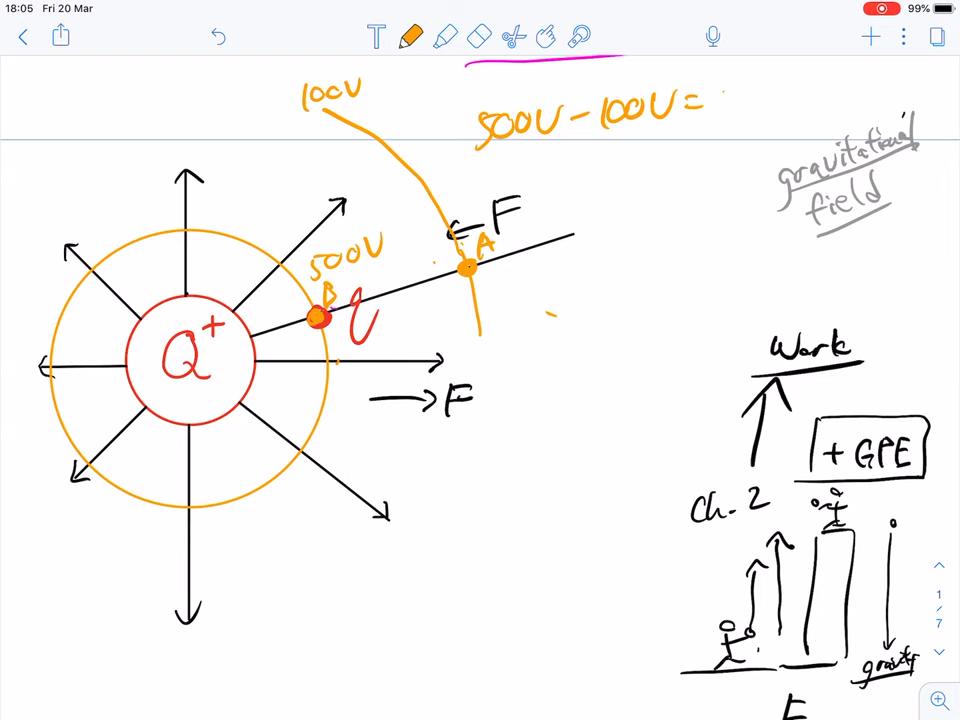 18:05 Fri 20 Mar
99%
T
100V
500V - 100V =
gravitational
field
F
A
500V
B
q
Q+
F
Work
+ GPE
Ch. 2
gravity
1
/
7
F